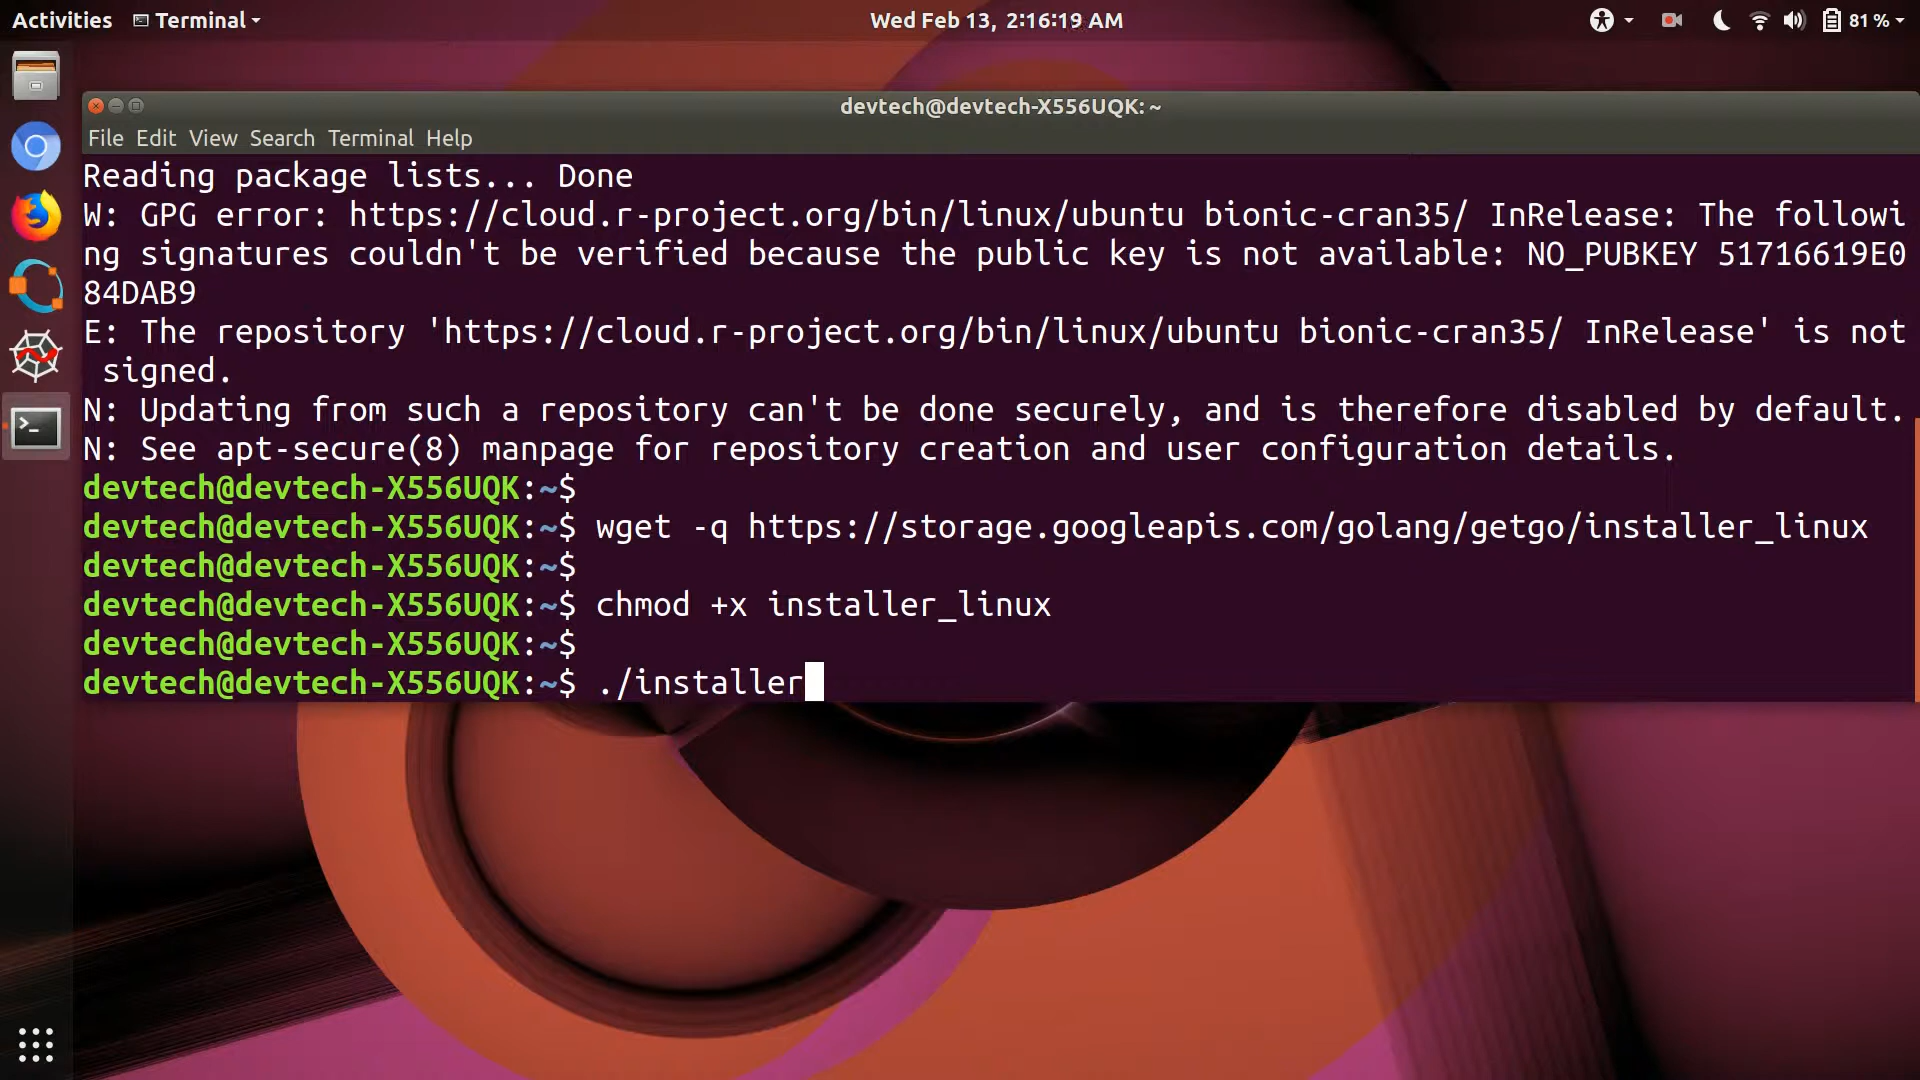 Activities Terminal Wed Feb 13, 2:16:19 AM 81 %
devtech@devtech-X556UQK: ~
File Edit View Search Terminal Help
Reading package lists... Done
W: GPG error: https://cloud.r-project.org/bin/linux/ubuntu bionic-cran35/ InRelease: The followi
ng signatures couldn't be verified because the public key is not available: NO_PUBKEY 51716619E0
84DAB9
E: The repository 'https://cloud.r-project.org/bin/linux/ubuntu bionic-cran35/ InRelease' is not
 signed.
N: Updating from such a repository can't be done securely, and is therefore disabled by default.
N: See apt-secure(8) manpage for repository creation and user configuration details.
devtech@devtech-X556UQK:~$
devtech@devtech-X556UQK:~$ wget -q https://storage.googleapis.com/golang/getgo/installer_linux
devtech@devtech-X556UQK:~$
devtech@devtech-X556UQK:~$ chmod +x installer_linux
devtech@devtech-X556UQK:~$
devtech@devtech-X556UQK:~$ ./installer